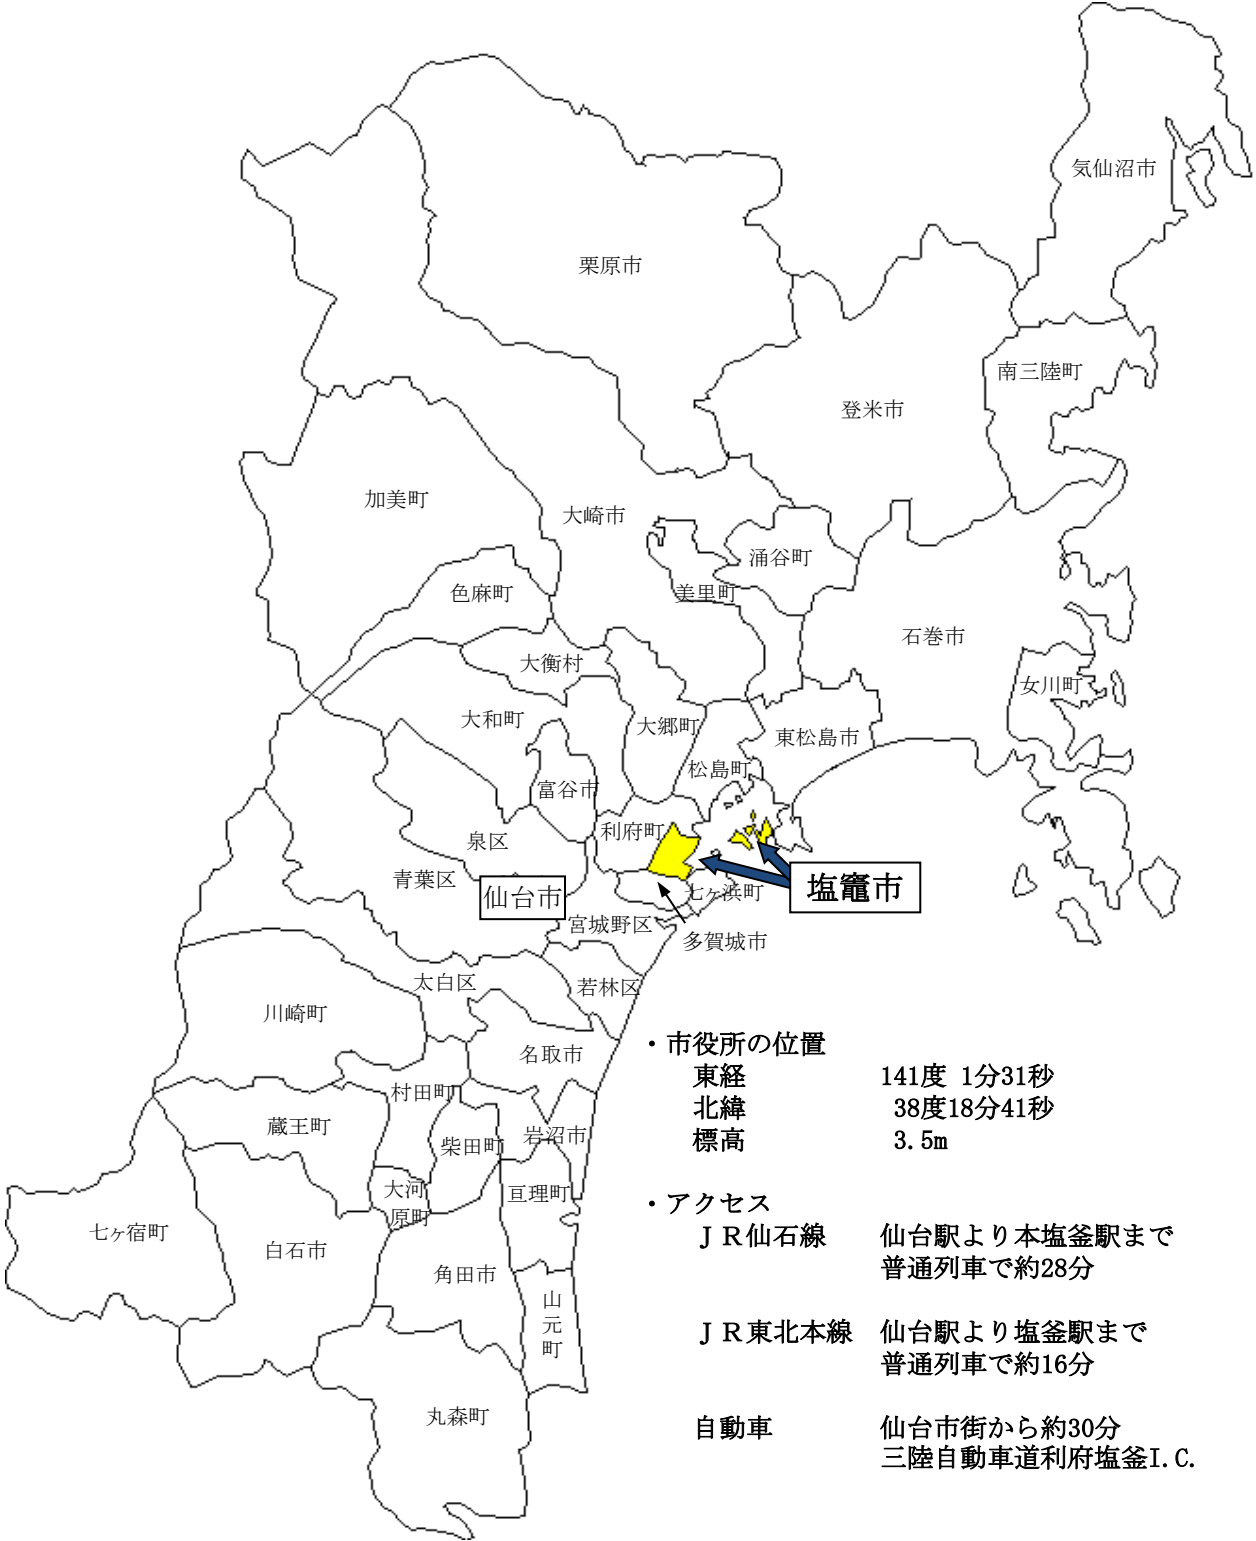 気仙沼市
栗原市
南三陸町
登米市
加美町
大崎市
涌谷町
色麻町
美里町
石巻市
大衡村
女川町
大和町
大郷町
東松島市
松島町
富谷市
利府町
泉区
青葉区
仙台市
七ヶ浜町
塩竈市
宮城野区
多賀城市
太白区
若林区
川崎町
名取市
村田町
蔵王町
柴田町
岩沼市
大河
原町
亘理町
七ヶ宿町
白石市
角田市
山
元
町
丸森町
・市役所の位置
東経 141度 1分31秒
北緯 38度18分41秒
標高 3.5m
・アクセス
ＪＲ仙石線 仙台駅より本塩釜駅まで
普通列車で約28分
ＪＲ東北本線 仙台駅より塩釜駅まで
普通列車で約16分
自動車 仙台市街から約30分
三陸自動車道利府塩釜I.C.